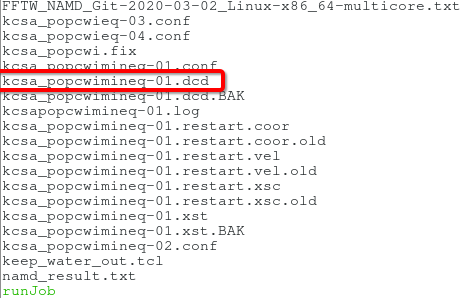 FFTW_NAMD_Git-2020-03-02_Linux-x86_64-multicore.txt
kcsa_popcwieq-03.conf
kcsa_popcwieq-04.conf
kcsa_popcwi.fix
kcsa_popcwimineq-01.conf
kcsa_popcwimineq-01.dcd
kcsa_popcwimineq-01.dcd.BAK
kcsapopcwimineq-01.log
kcsa_popcwimineq-01.restart.coor
kcsa_popcwimineq-01.restart.coor.old
kcsa_popcwimineq-01.restart.vel
kcsa_popcwimineq-01.restart.vel.old
kcsa_popcwimineq-01.restart.xsc
kcsa_popcwimineq-01.restart.xsc.old
kcsa_popcwimineq-01.xst
kcsa_popcwimineq-01.xst.BAK
kcsa_popcwimineq-02.conf
keep_water_out.tcl
namd_result.txt
runJob